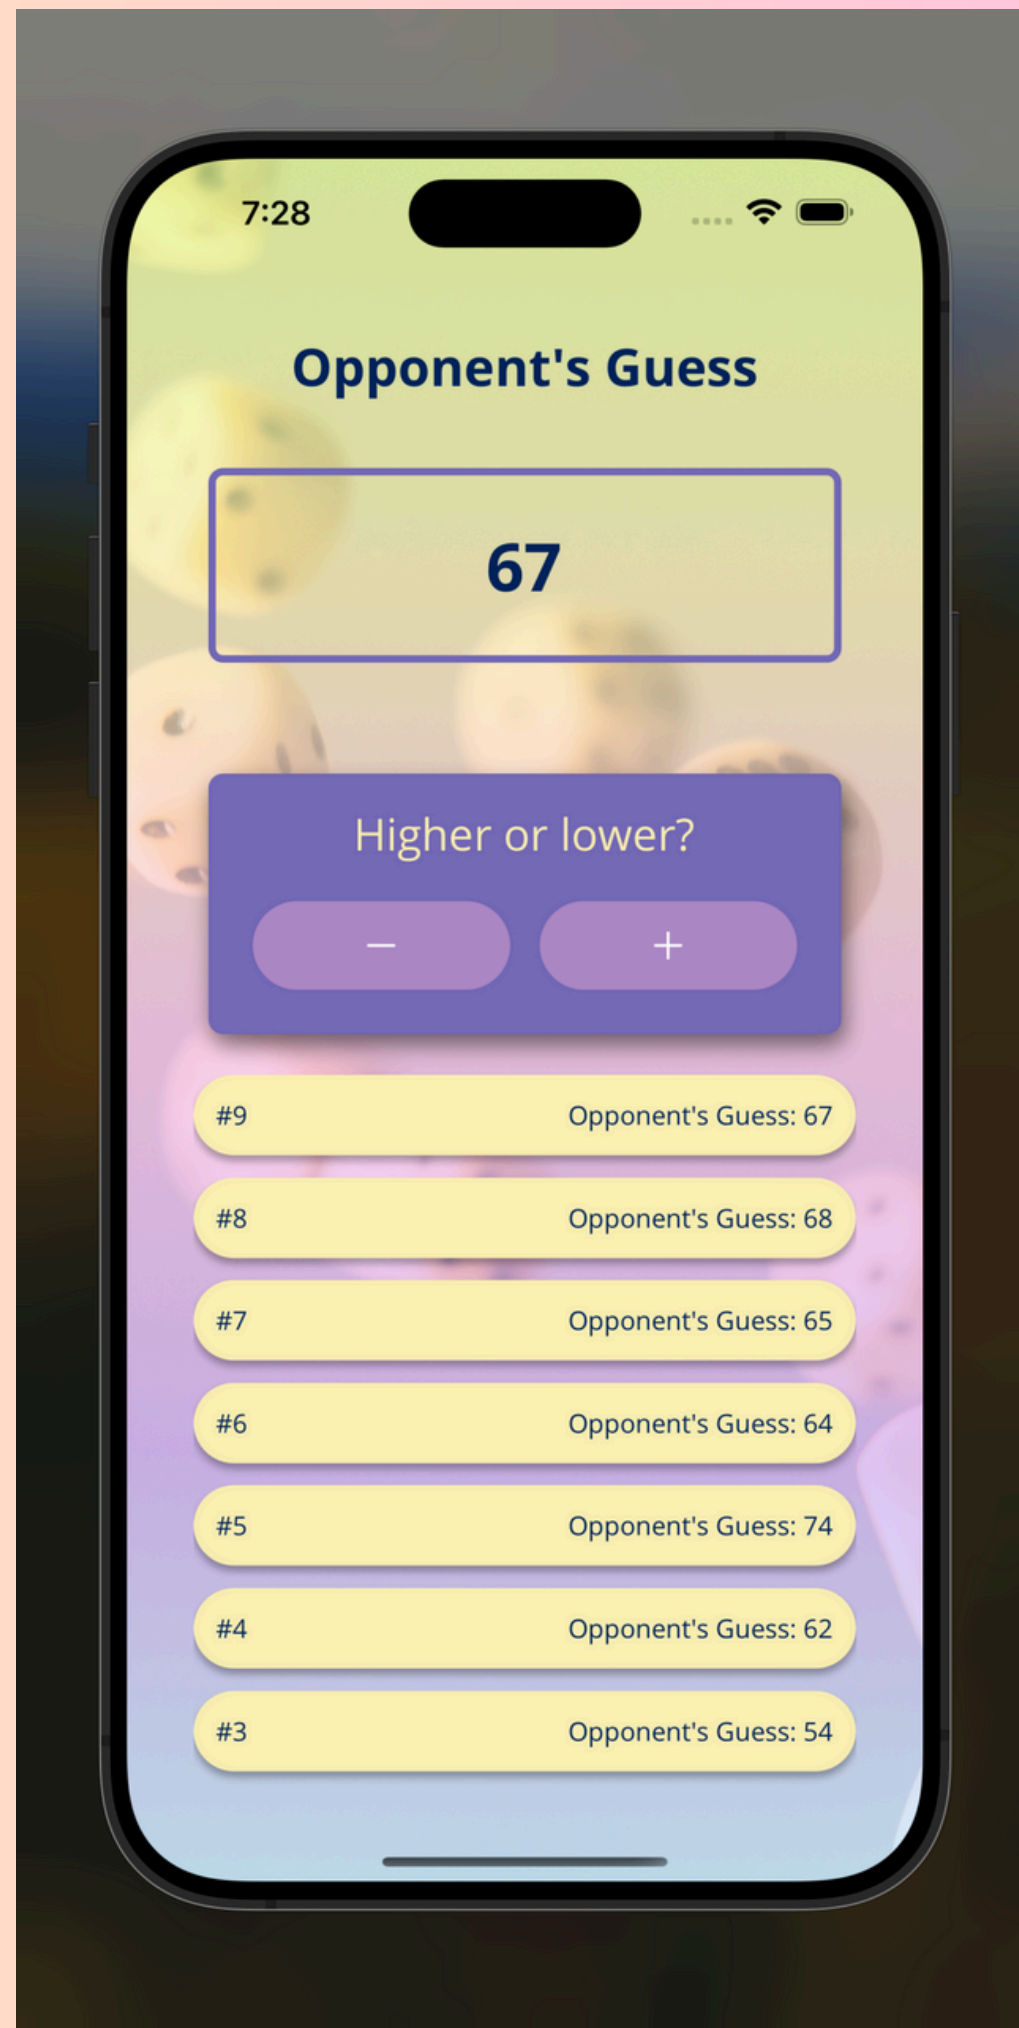 7:28
Opponent's Guess
67
Higher or lower?
− +
#9 Opponent's Guess: 67
#8 Opponent's Guess: 68
#7 Opponent's Guess: 65
#6 Opponent's Guess: 64
#5 Opponent's Guess: 74
#4 Opponent's Guess: 62
#3 Opponent's Guess: 54